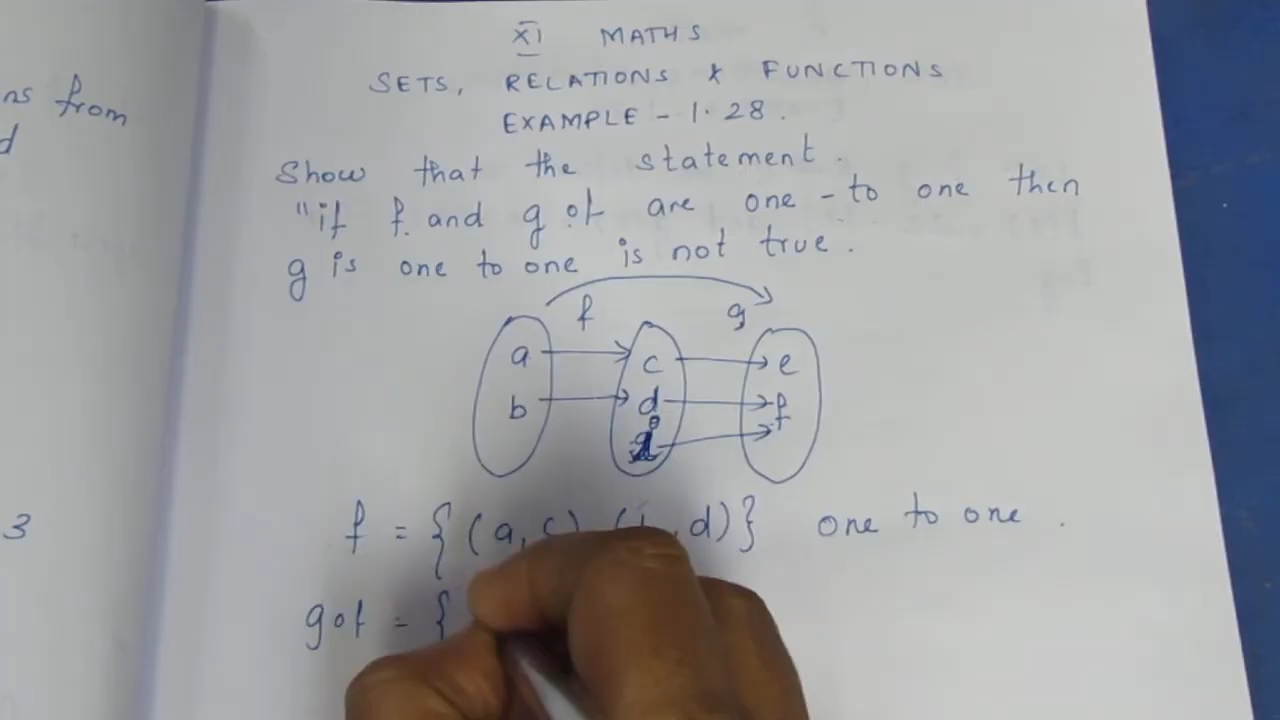 ns from
d
3
XI MATHS
SETS, RELATIONS & FUNCTIONS
EXAMPLE - 1.28.
Show that the statement.
"if f and g o f are one - to one then
g is one to one is not true.
f g
a c e
b d f
f = { (a, c) , d) } one to one .
g o f = {